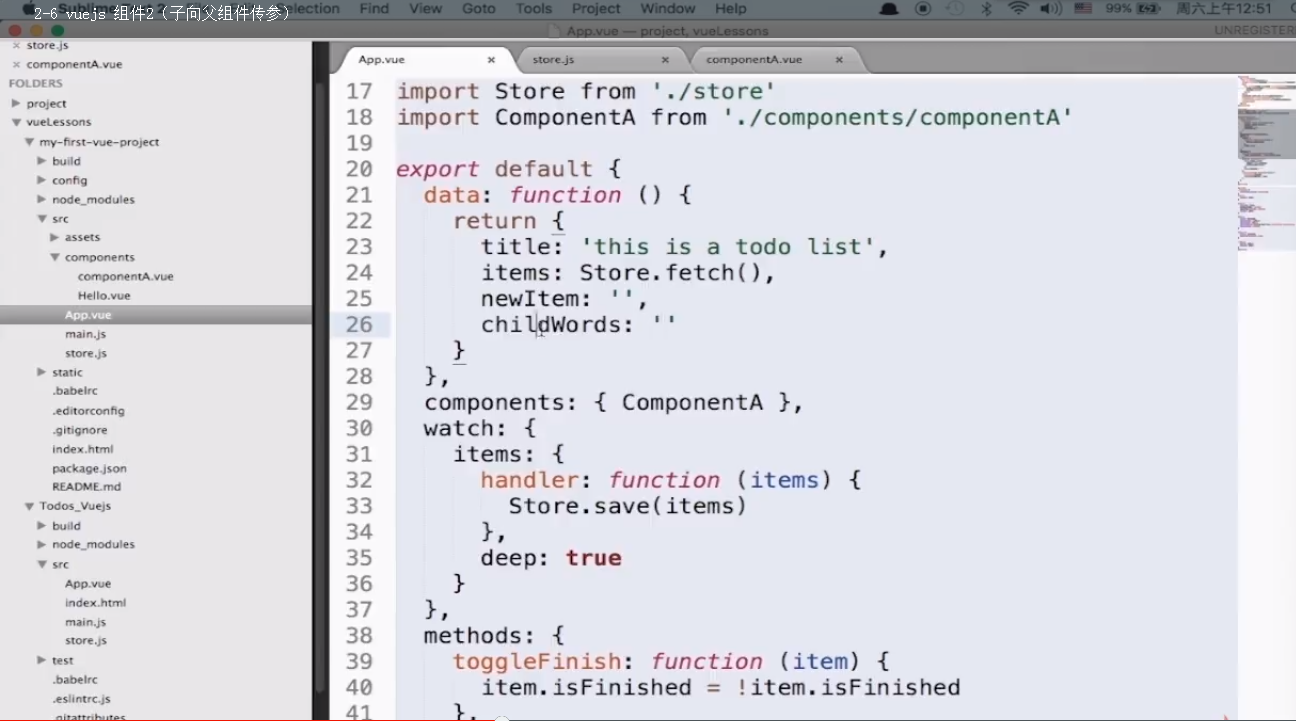 2-6 vuejs 组件2（子向父组件传参）
Find View Goto Tools Project Window Help
99% 周六上午12:51
App.vue — project, vueLessons
UNREGISTER
store.js
componentA.vue
FOLDERS
project
vueLessons
my-first-vue-project
build
config
node_modules
src
assets
components
componentA.vue
Hello.vue
App.vue
main.js
store.js
static
.babelrc
.editorconfig
.gitignore
index.html
package.json
README.md
Todos_Vuejs
build
node_modules
src
App.vue
index.html
main.js
store.js
test
.babelrc
.eslintrc.js
.gitattributes
App.vue store.js componentA.vue
17 import Store from './store'
18 import ComponentA from './components/componentA'
19
20 export default {
21 data: function () {
22 return {
23 title: 'this is a todo list',
24 items: Store.fetch(),
25 newItem: '',
26 childWords: ''
27 }
28 },
29 components: { ComponentA },
30 watch: {
31 items: {
32 handler: function (items) {
33 Store.save(items)
34 },
35 deep: true
36 }
37 },
38 methods: {
39 toggleFinish: function (item) {
40 item.isFinished = !item.isFinished
41 },